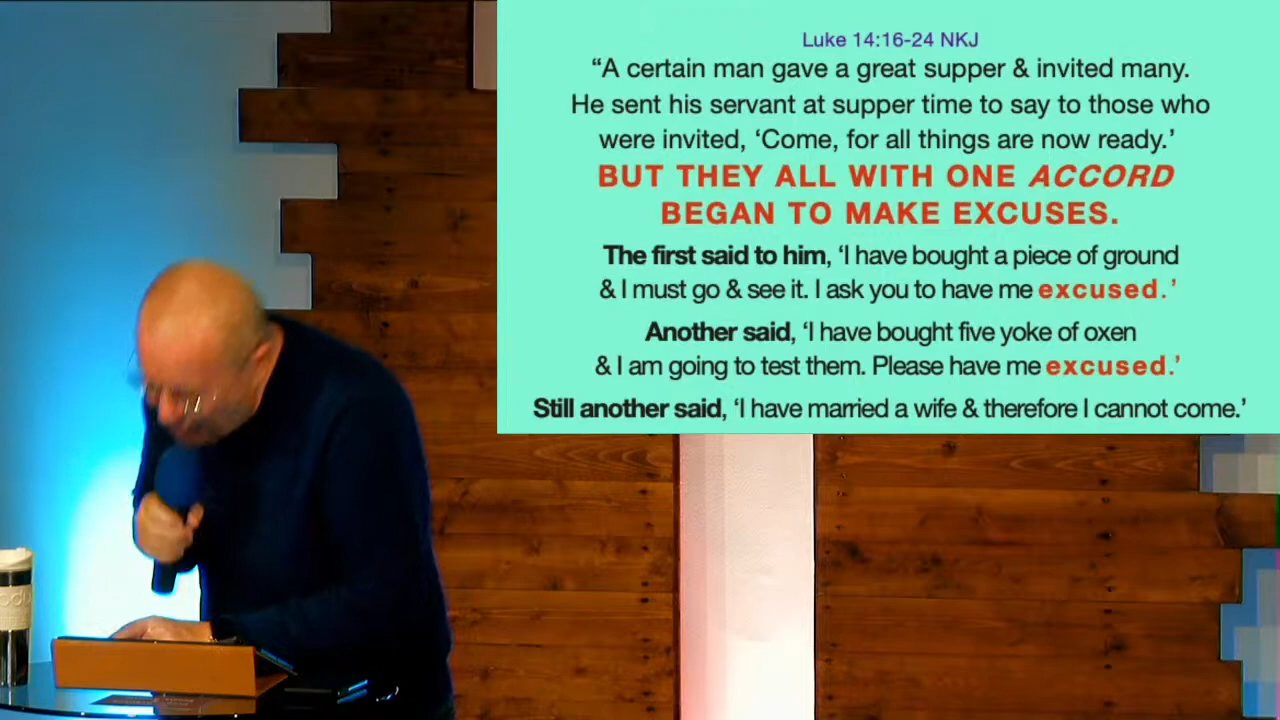 Luke 14:16-24 NKJ
“A certain man gave a great supper & invited many.
He sent his servant at supper time to say to those who
were invited, ‘Come, for all things are now ready.’
BUT THEY ALL WITH ONE ACCORD
BEGAN TO MAKE EXCUSES.
The first said to him, ‘I have bought a piece of ground
& I must go & see it. I ask you to have me excused.’
Another said, ‘I have bought five yoke of oxen
& I am going to test them. Please have me excused.’
Still another said, ‘I have married a wife & therefore I cannot come.’